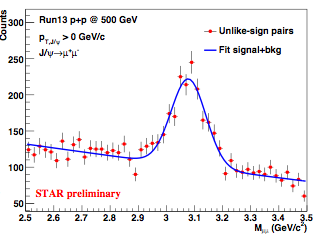 Counts
300
250
200
150
100
50
Run13 p+p @ 500 GeV
p_T,J/ψ > 0 GeV/c
J/ψ→μ⁺μ⁻
Unlike-sign pairs
Fit signal+bkg
STAR preliminary
2.5 2.6 2.7 2.8 2.9 3 3.1 3.2 3.3 3.4 3.5
M_μμ (GeV/c²)